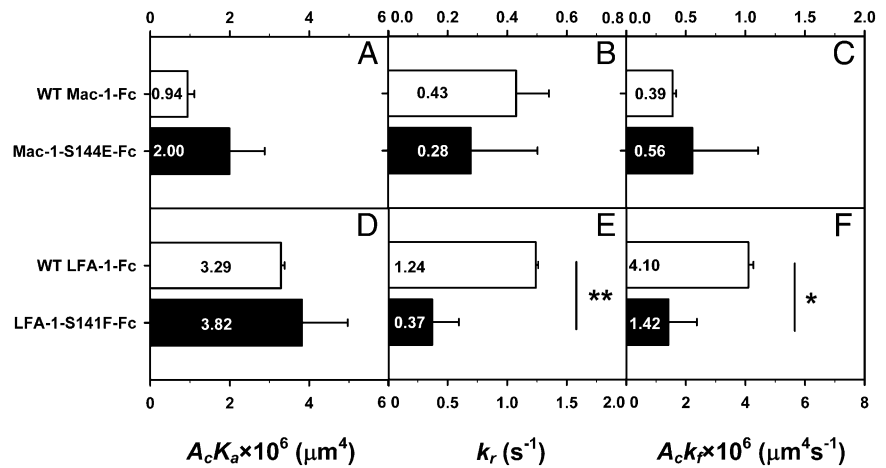 0 2 4 6 0.0 0.2 0.4 0.6 0.8 0.0 0.5 1.0 1.5 2.0
A B C
WT Mac-1-Fc 0.94 0.43 0.39
Mac-1-S144E-Fc 2.00 0.28 0.56
D E F
WT LFA-1-Fc 3.29 1.24 4.10
LFA-1-S141F-Fc 3.82 0.37 ** 1.42 *
0 2 4 6 0.0 0.5 1.0 1.5 2.0 0 2 4 6 8
AcKa×10⁶ (μm⁴) kr (s⁻¹) Ackf×10⁶ (μm⁴s⁻¹)